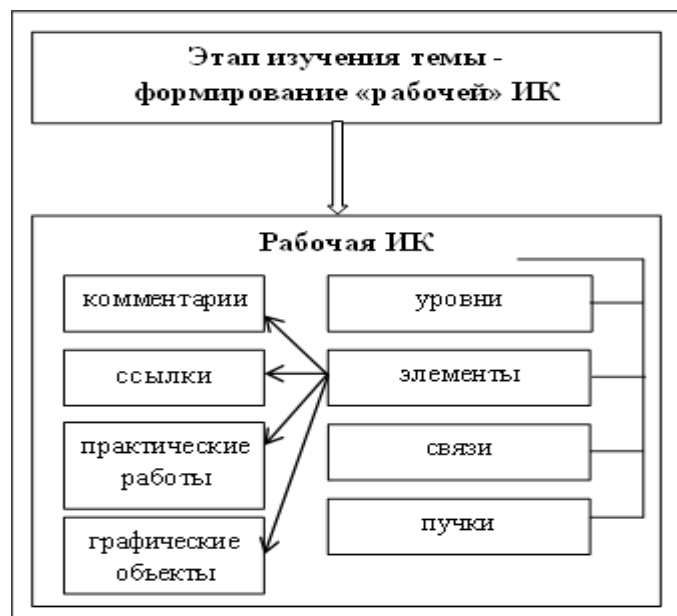 Этап изучения темы -
формирование «рабочей» ИК
Рабочая ИК
комментарии
уровни
ссылки
элементы
практические
работы
связи
графические
объекты
пучки